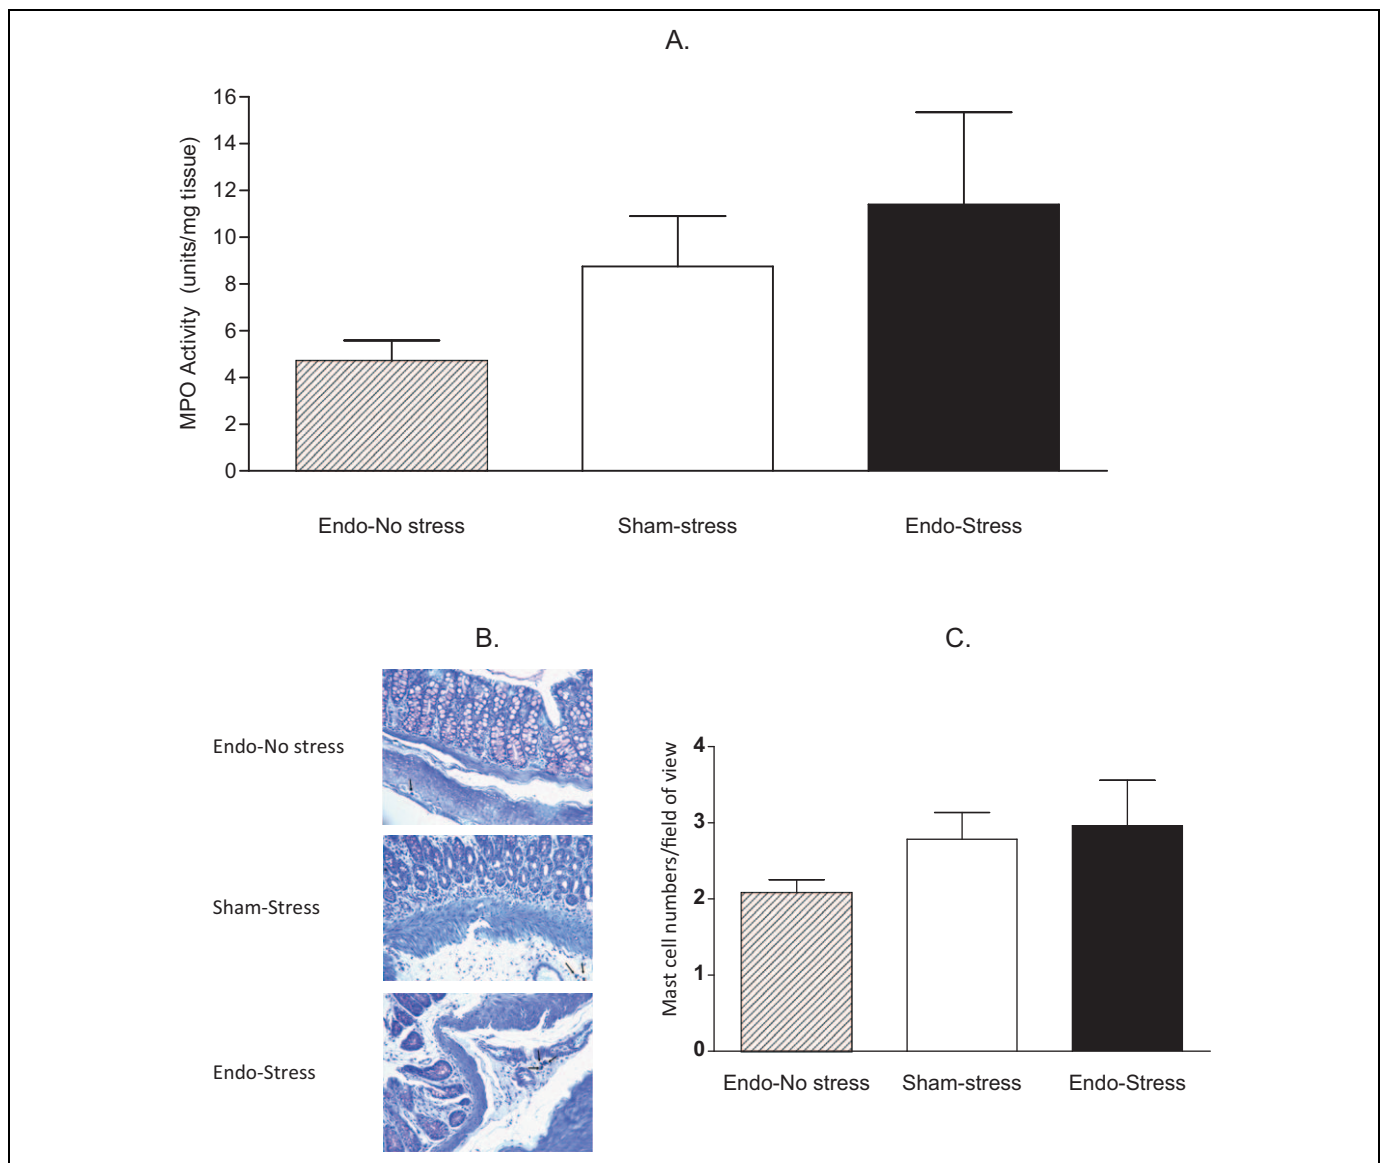 A.
MPO Activity (units/mg tissue)
16
14
12
10
8
6
4
2
0
Endo-No stress Sham-stress Endo-Stress
B.
Endo-No stress
Sham-Stress
Endo-Stress
C.
Mast cell numbers/field of view
4
3
2
1
0
Endo-No stress Sham-stress Endo-Stress